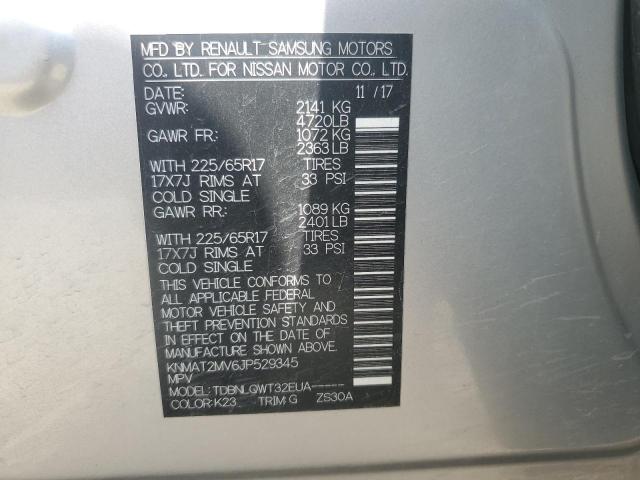 MFD BY RENAULT SAMSUNG MOTORS
CO., LTD. FOR NISSAN MOTOR CO., LTD.
DATE: 11 / 17
GVWR: 2141 KG
4720LB
GAWR FR: 1072 KG
2363 LB
WITH 225/65R17 TIRES
17X7J RIMS AT 33 PSI
COLD SINGLE
GAWR RR: 1089 KG
2401 LB
WITH 225/65R17 TIRES
17X7J RIMS AT 33 PSI
COLD SINGLE
THIS VEHICLE CONFORMS TO
ALL APPLICABLE FEDERAL
MOTOR VEHICLE SAFETY AND
THEFT PREVENTION STANDARDS
IN EFFECT ON THE DATE OF
MANUFACTURE SHOWN ABOVE.
KNMAT2MV6JP529345
MPV
MODEL: TDBNLQWT32EUA-----
COLOR:K23 TRIM:G ZS30A